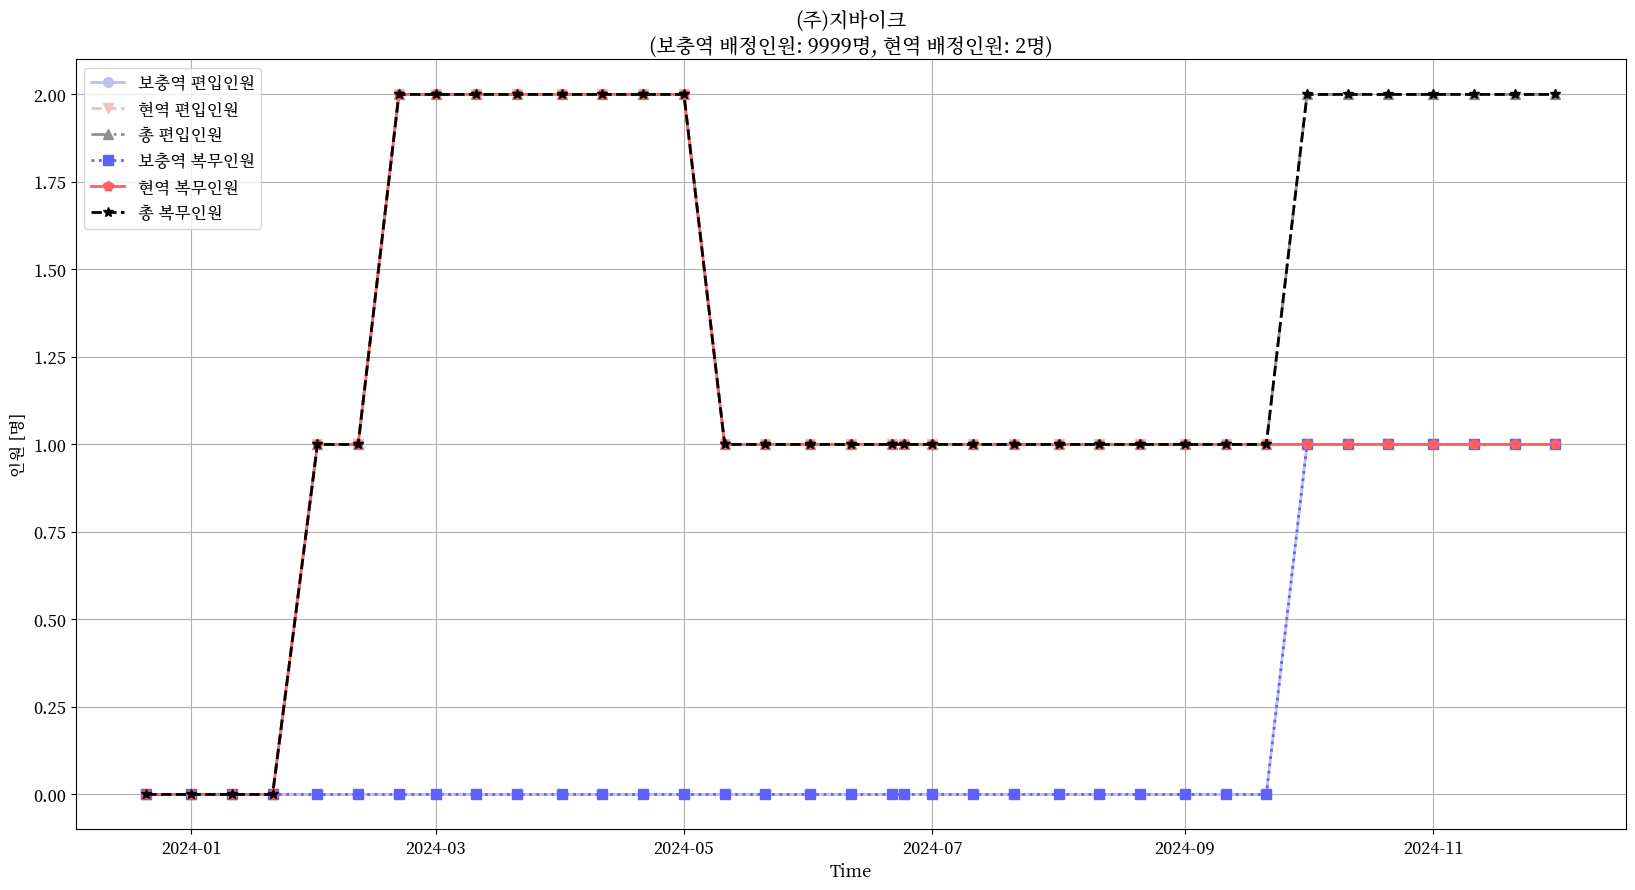 (주)지바이크
(보충역 배정인원: 9999명, 현역 배정인원: 2명)
보충역 편입인원
현역 편입인원
총 편입인원
보충역 복무인원
현역 복무인원
총 복무인원
2.00
1.75
1.50
1.25
1.00
0.75
0.50
0.25
0.00
인원 [명]
2024-01
2024-03
2024-05
2024-07
2024-09
2024-11
Time